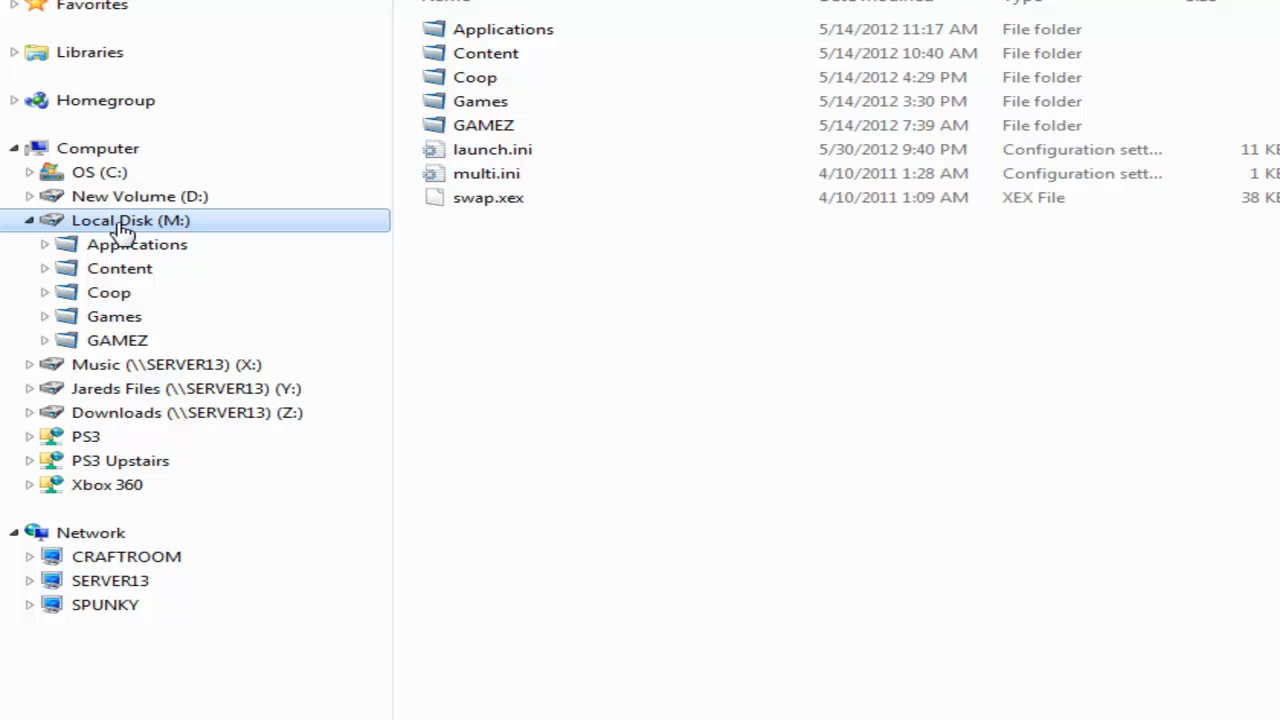 Favorites
Libraries
Homegroup
Computer
OS (C:)
New Volume (D:)
Local Disk (M:)
Applications
Content
Coop
Games
GAMEZ
Music (\\SERVER13) (X:)
Jareds Files (\\SERVER13) (Y:)
Downloads (\\SERVER13) (Z:)
PS3
PS3 Upstairs
Xbox 360
Network
CRAFTROOM
SERVER13
SPUNKY
Applications 5/14/2012 11:17 AM File folder
Content 5/14/2012 10:40 AM File folder
Coop 5/14/2012 4:29 PM File folder
Games 5/14/2012 3:30 PM File folder
GAMEZ 5/14/2012 7:39 AM File folder
launch.ini 5/30/2012 9:40 PM Configuration sett... 11 KB
multi.ini 4/10/2011 1:28 AM Configuration sett... 1 KB
swap.xex 4/10/2011 1:09 AM XEX File 38 KB